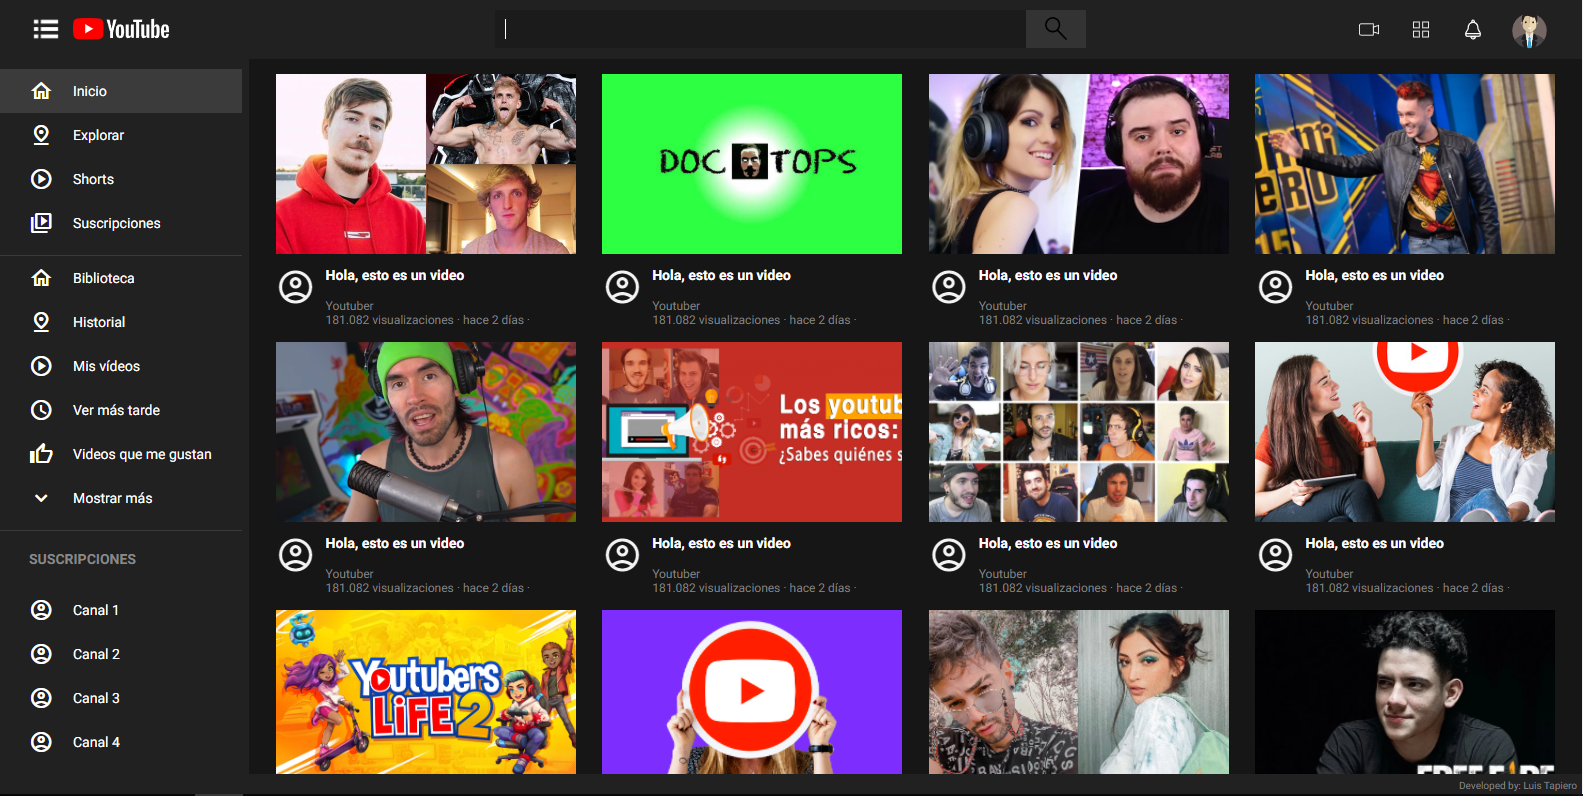 YouTube
Inicio
Explorar
Shorts
Suscripciones
Biblioteca
Historial
Mis vídeos
Ver más tarde
Videos que me gustan
Mostrar más
SUSCRIPCIONES
Canal 1
Canal 2
Canal 3
Canal 4
DOC TOPS
Hola, esto es un video
Youtuber
181.082 visualizaciones · hace 2 días ·
Hola, esto es un video
Youtuber
181.082 visualizaciones · hace 2 días ·
Hola, esto es un video
Youtuber
181.082 visualizaciones · hace 2 días ·
Hola, esto es un video
Youtuber
181.082 visualizaciones · hace 2 días ·
Los youtub
más ricos:
¿Sabes quiénes s
Hola, esto es un video
Youtuber
181.082 visualizaciones · hace 2 días ·
Hola, esto es un video
Youtuber
181.082 visualizaciones · hace 2 días ·
Hola, esto es un video
Youtuber
181.082 visualizaciones · hace 2 días ·
Hola, esto es un video
Youtuber
181.082 visualizaciones · hace 2 días ·
Youtubers
LiFE 2
FREE FIRE
Developed by: Luis Tapiero